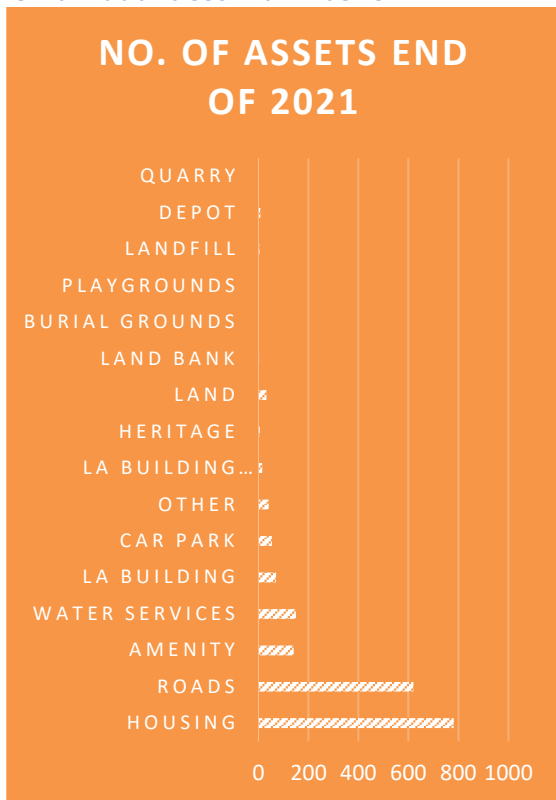 NO. OF ASSETS END
OF 2021
QUARRY
DEPOT
LANDFILL
PLAYGROUNDS
BURIAL GROUNDS
LAND BANK
LAND
HERITAGE
LA BUILDING...
OTHER
CAR PARK
LA BUILDING
WATER SERVICES
AMENITY
ROADS
HOUSING
0 200 400 600 800 1000